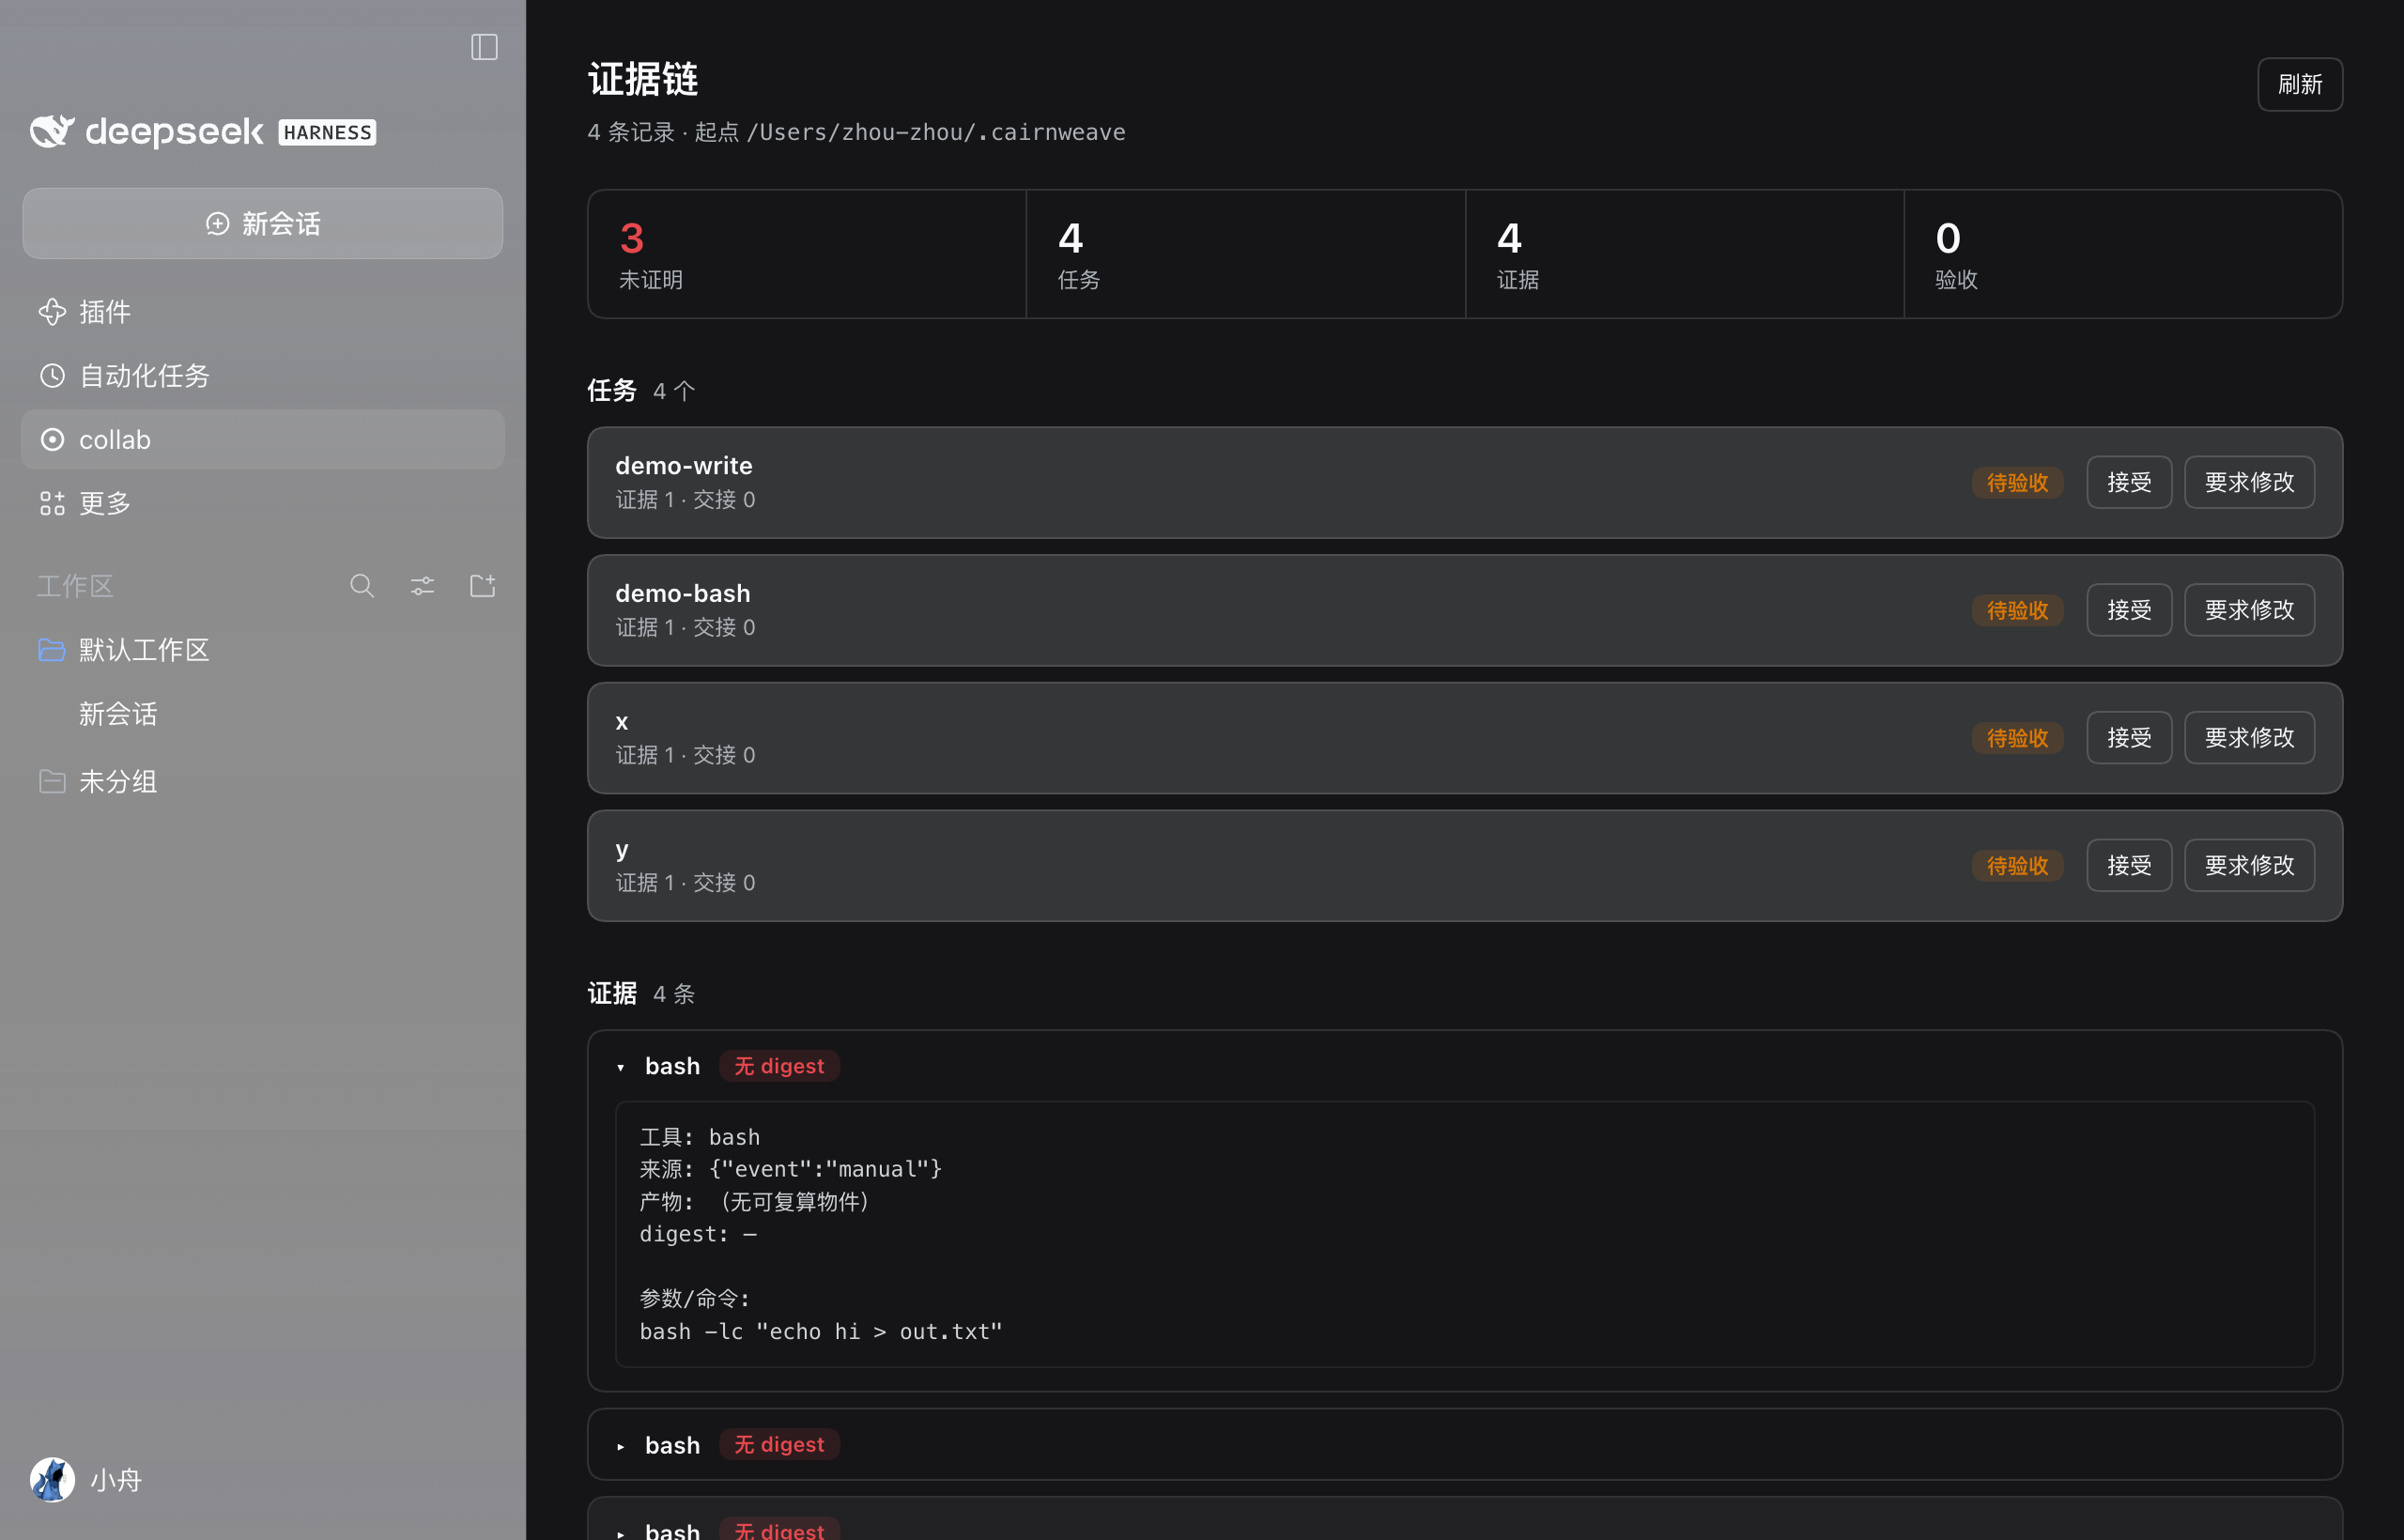 deepseek HARNESS
新会话
插件
自动化任务
collab
更多
工作区
默认工作区
新会话
未分组
小舟
证据链
刷新
4 条记录 · 起点 /Users/zhou-zhou/.cairnweave
3
未证明
4
任务
4
证据
0
验收
任务 4 个
demo-write
证据 1 · 交接 0
待验收 接受 要求修改
demo-bash
证据 1 · 交接 0
待验收 接受 要求修改
x
证据 1 · 交接 0
待验收 接受 要求修改
y
证据 1 · 交接 0
待验收 接受 要求修改
证据 4 条
bash 无 digest
工具: bash
来源: {"event":"manual"}
产物: （无可复算物件）
digest: —
参数/命令:
bash -lc "echo hi > out.txt"
bash 无 digest
bash 无 digest